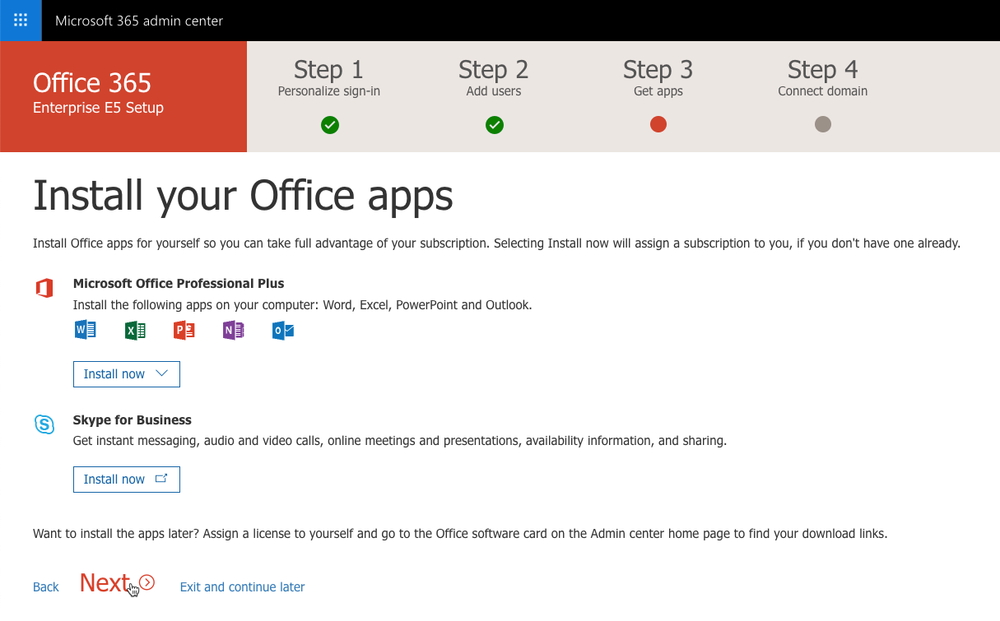 Microsoft 365 admin center
Office 365
Enterprise E5 Setup
Step 1
Personalize sign-in
Step 2
Add users
Step 3
Get apps
Step 4
Connect domain
Install your Office apps
Install Office apps for yourself so you can take full advantage of your subscription. Selecting Install now will assign a subscription to you, if you don't have one already.
Microsoft Office Professional Plus
Install the following apps on your computer: Word, Excel, PowerPoint and Outlook.
W X P N O
Install now
S
Skype for Business
Get instant messaging, audio and video calls, online meetings and presentations, availability information, and sharing.
Install now
Want to install the apps later? Assign a license to yourself and go to the Office software card on the Admin center home page to find your download links.
Back Next Exit and continue later